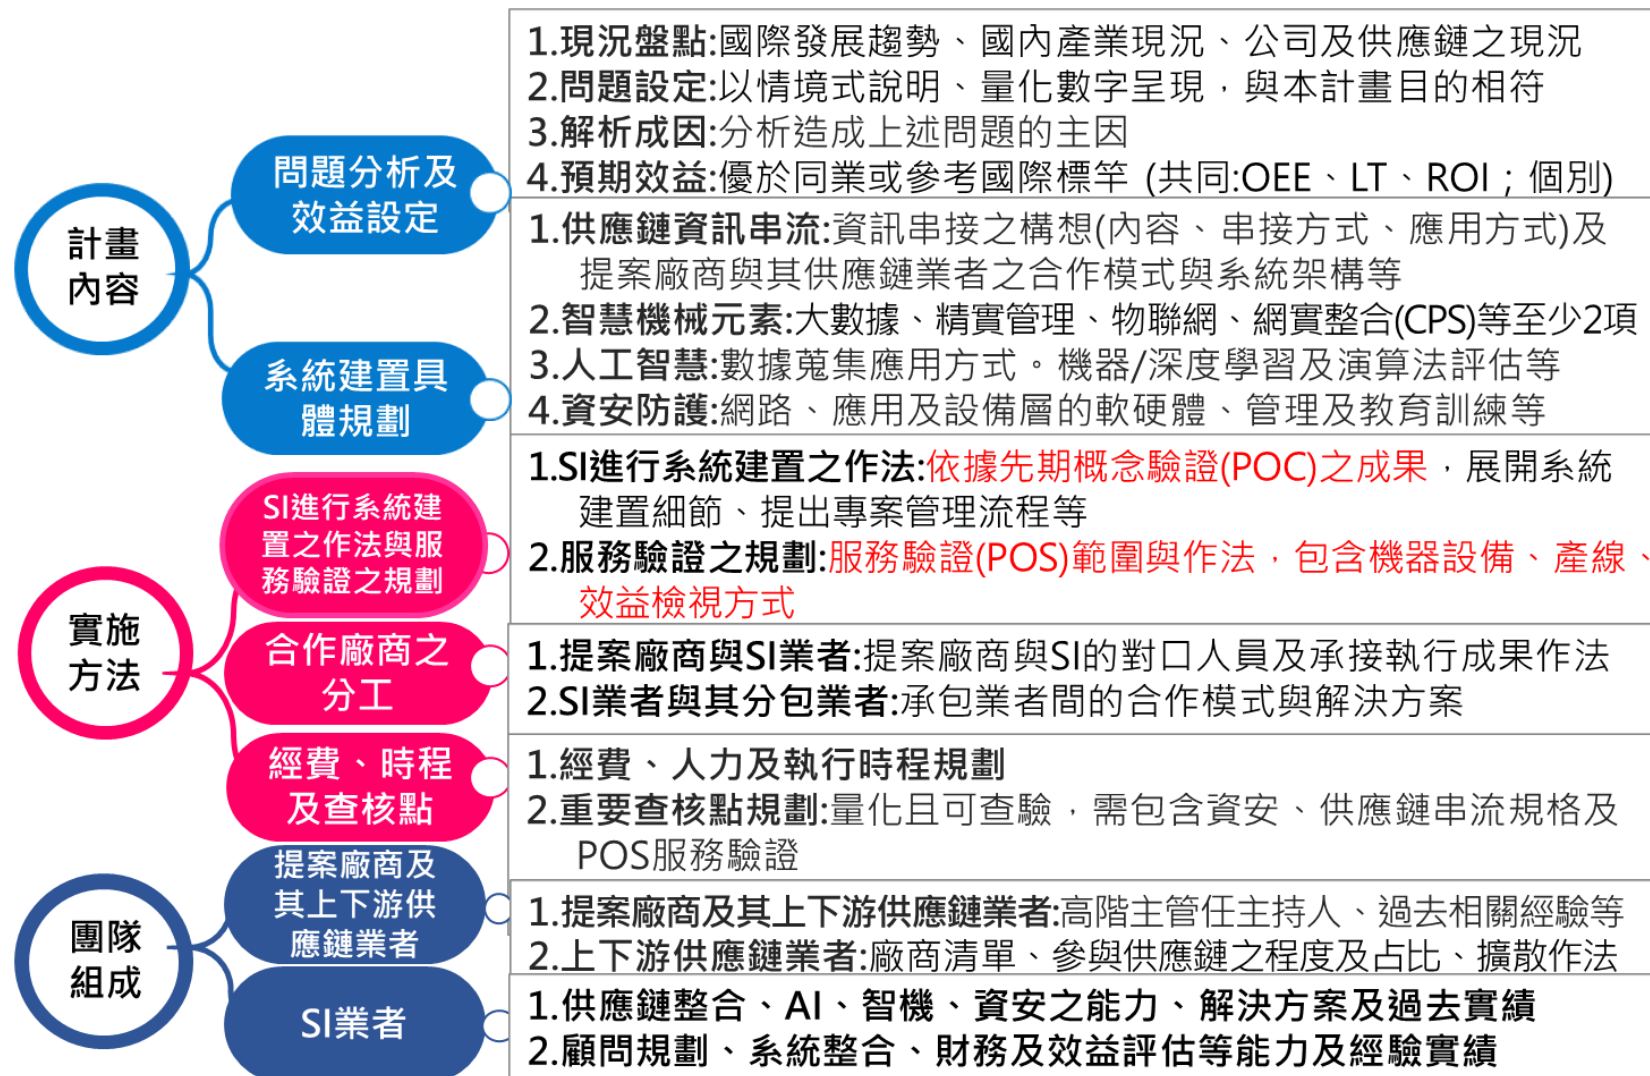 計畫
內容
問題分析及
效益設定
1.現況盤點:國際發展趨勢、國內產業現況、公司及供應鏈之現況
2.問題設定:以情境式說明、量化數字呈現，與本計畫目的相符
3.解析成因:分析造成上述問題的主因
4.預期效益:優於同業或參考國際標竿 (共同:OEE、LT、ROI；個別)
系統建置具
體規劃
1.供應鏈資訊串流:資訊串接之構想(內容、串接方式、應用方式)及
提案廠商與其供應鏈業者之合作模式與系統架構等
2.智慧機械元素:大數據、精實管理、物聯網、網實整合(CPS)等至少2項
3.人工智慧:數據蒐集應用方式。機器/深度學習及演算法評估等
4.資安防護:網路、應用及設備層的軟硬體、管理及教育訓練等
實施
方法
SI進行系統建
置之作法與服
務驗證之規劃
1.SI進行系統建置之作法:依據先期概念驗證(POC)之成果，展開系統
建置細節、提出專案管理流程等
2.服務驗證之規劃:服務驗證(POS)範圍與作法，包含機器設備、產線、
效益檢視方式
合作廠商之
分工
1.提案廠商與SI業者:提案廠商與SI的對口人員及承接執行成果作法
2.SI業者與其分包業者:承包業者間的合作模式與解決方案
經費、時程
及查核點
1.經費、人力及執行時程規劃
2.重要查核點規劃:量化且可查驗，需包含資安、供應鏈串流規格及
POS服務驗證
團隊
組成
提案廠商及
其上下游供
應鏈業者
1.提案廠商及其上下游供應鏈業者:高階主管任主持人、過去相關經驗等
2.上下游供應鏈業者:廠商清單、參與供應鏈之程度及占比、擴散作法
SI業者
1.供應鏈整合、AI、智機、資安之能力、解決方案及過去實績
2.顧問規劃、系統整合、財務及效益評估等能力及經驗實績